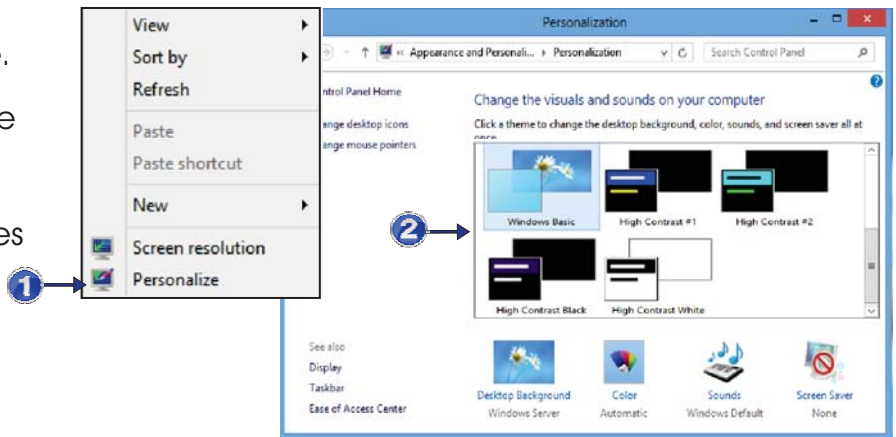 e.
e
es
View
Sort by
Refresh
Paste
Paste shortcut
New
Screen resolution
Personalize
1
Personalization
« Appearance and Personali... Personalization
Search Control Panel
ntrol Panel Home
ange desktop icons
ange mouse pointers
Change the visuals and sounds on your computer
Click a theme to change the desktop background, color, sounds, and screen saver all at
once.
2
Windows Basic
High Contrast #1
High Contrast #2
High Contrast Black
High Contrast White
See also
Display
Taskbar
Ease of Access Center
Desktop Background
Windows Server
Color
Automatic
Sounds
Windows Default
Screen Saver
None